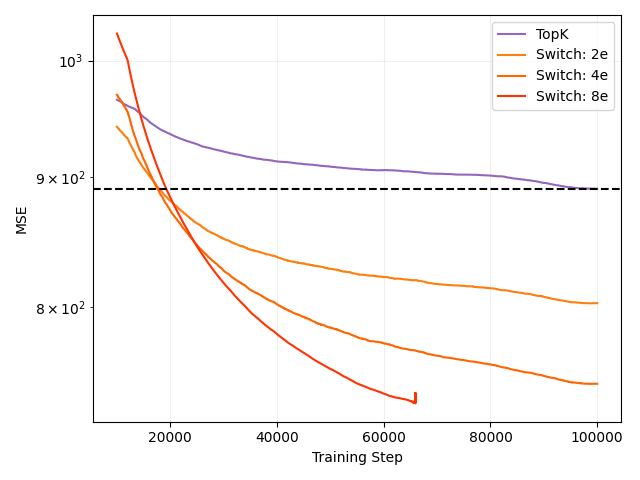 TopK
Switch: 2e
Switch: 4e
Switch: 8e
10³
9 × 10²
8 × 10²
MSE
20000 40000 60000 80000 100000
Training Step